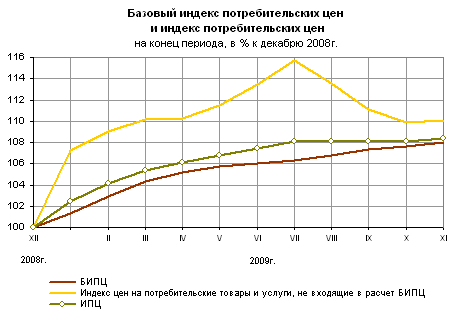 Базовый индекс потребительских цен
и индекс потребительских цен
на конец периода, в % к декабрю 2008г.
116
114
112
110
108
106
104
102
100
XII II III IV V VI VII VIII IX X XI
2008г. 2009г.
БИПЦ
Индекс цен на потребительские товары и услуги, не входящие в расчет БИПЦ
ИПЦ